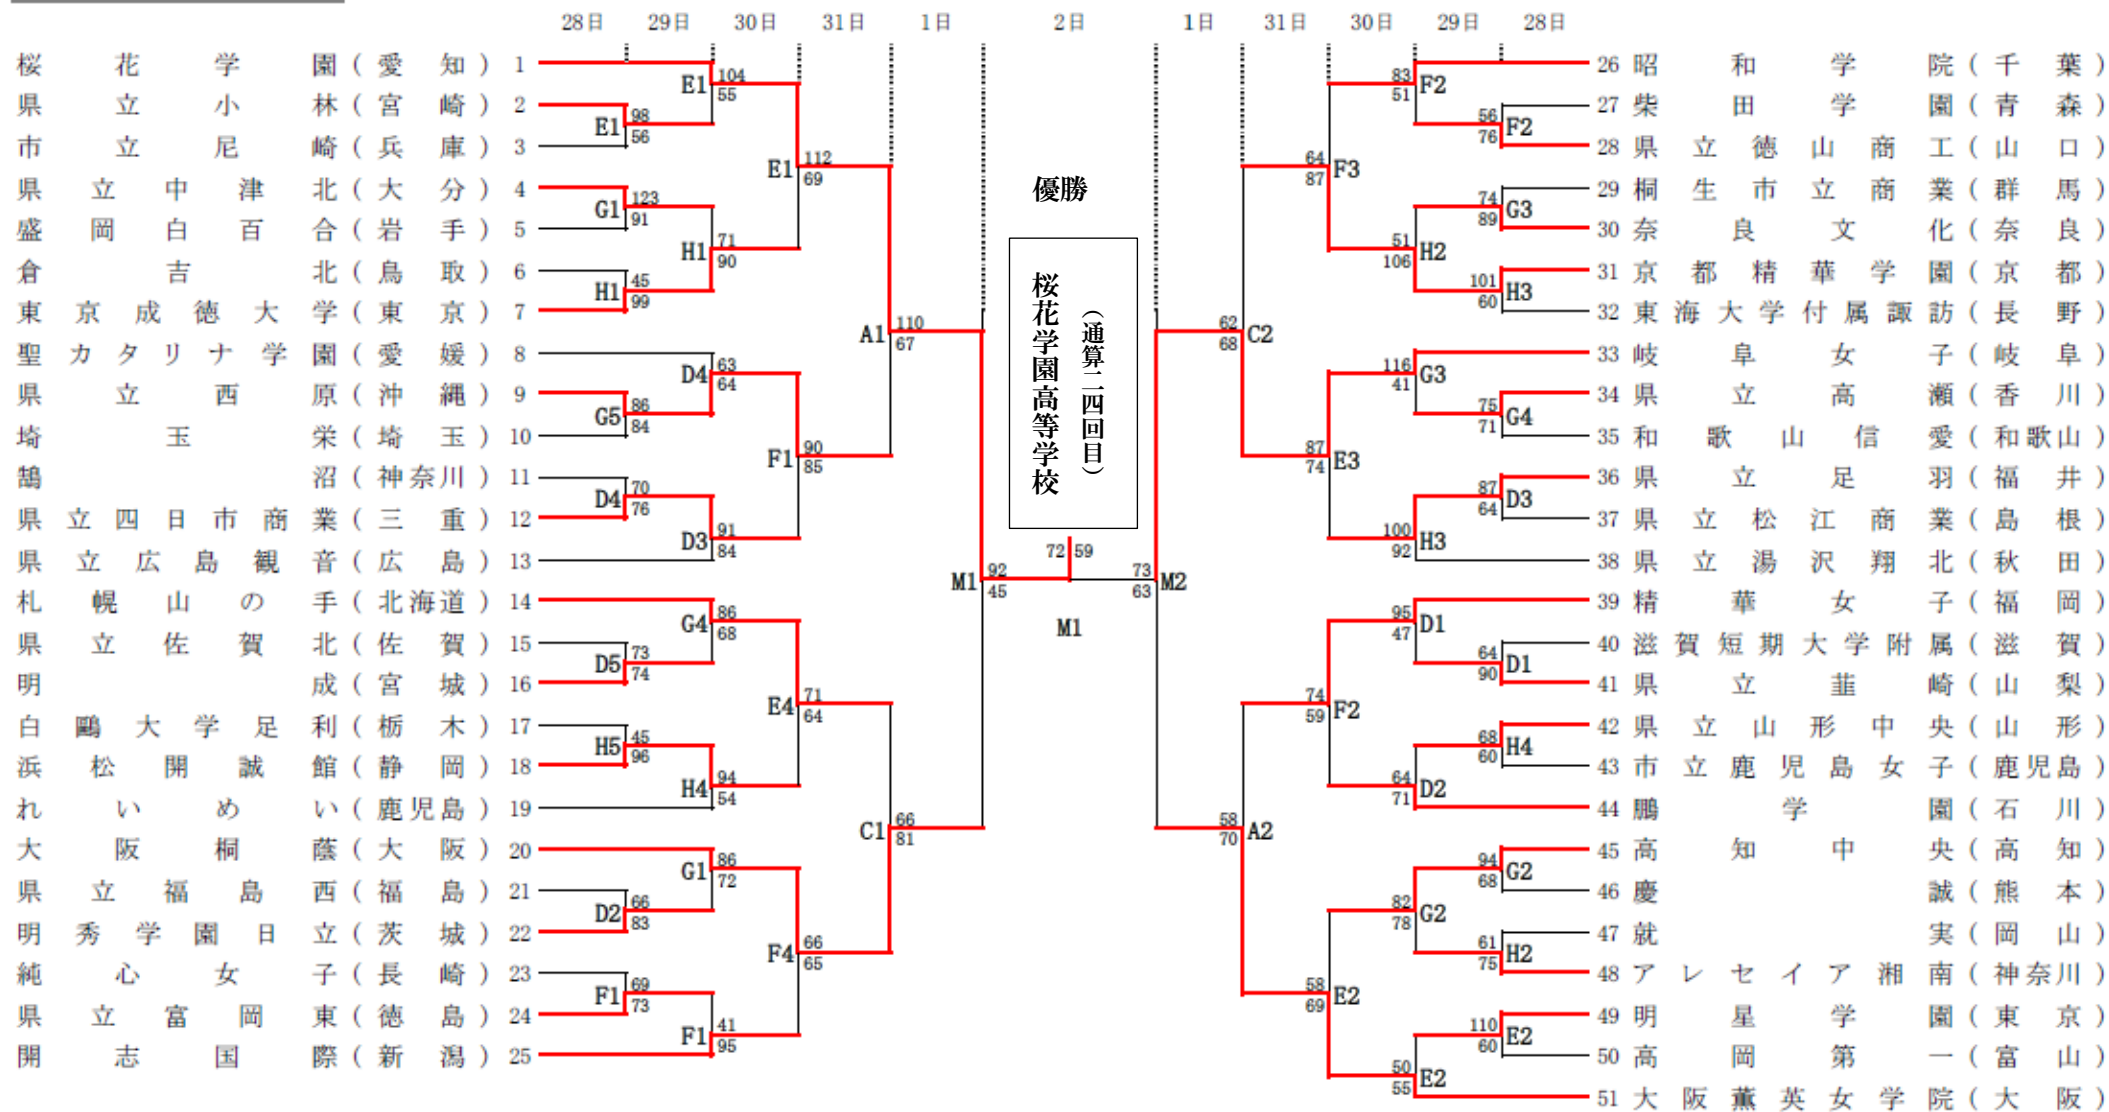 28日 29日 30日 31日 1日 2日 1日 31日 30日 29日 28日
桜花学園(愛知) 1
県立小林(宮崎) 2
市立尼崎(兵庫) 3
県立中津北(大分) 4
盛岡白百合(岩手) 5
倉吉北(鳥取) 6
東京成徳大学(東京) 7
聖カタリナ学園(愛媛) 8
県立西原(沖縄) 9
埼玉栄(埼玉) 10
鵠沼(神奈川) 11
県立四日市商業(三重) 12
県立広島観音(広島) 13
札幌山の手(北海道) 14
県立佐賀北(佐賀) 15
明成(宮城) 16
白鷗大学足利(栃木) 17
浜松開誠館(静岡) 18
れいめい(鹿児島) 19
大阪桐蔭(大阪) 20
県立福島西(福島) 21
明秀学園日立(茨城) 22
純心女子(長崎) 23
県立富岡東(徳島) 24
開志国際(新潟) 25
E1 98 56
G1 123 91
H1 45 99
G5 86 84
D4 70 76
D5 73 74
H5 45 96
D2 66 83
F1 69 73
E1 104 55
H1 71 90
D4 63 64
D3 91 84
G4 86 68
H4 94 54
G1 86 72
F1 41 95
E1 112 69
F1 90 85
E4 71 64
F4 66 65
A1 110 67
C1 66 81
M1 92 45
優勝
桜花学園高等学校
(通算二四回目)
72 59
M1
73 63 M2
62 68 C2
58 70 A2
64 87 F3
87 74 E3
74 59 F2
58 69 E2
83 51 F2
51 106 H2
116 41 G3
100 92 H3
95 47 D1
64 71 D2
82 78 G2
50 55 E2
56 76 F2
74 89 G3
101 60 H3
75 71 G4
87 64 D3
64 90 D1
68 60 H4
94 68 G2
61 75 H2
110 60 E2
26 昭和学院(千葉)
27 柴田学園(青森)
28 県立徳山商工(山口)
29 桐生市立商業(群馬)
30 奈良文化(奈良)
31 京都精華学園(京都)
32 東海大学付属諏訪(長野)
33 岐阜女子(岐阜)
34 県立高瀬(香川)
35 和歌山信愛(和歌山)
36 県立足羽(福井)
37 県立松江商業(島根)
38 県立湯沢翔北(秋田)
39 精華女子(福岡)
40 滋賀短期大学附属(滋賀)
41 県立韮崎(山梨)
42 県立山形中央(山形)
43 市立鹿児島女子(鹿児島)
44 鵬学園(石川)
45 高知中央(高知)
46 慶誠(熊本)
47 就実(岡山)
48 アレセイア湘南(神奈川)
49 明星学園(東京)
50 高岡第一(富山)
51 大阪薫英女学院(大阪)